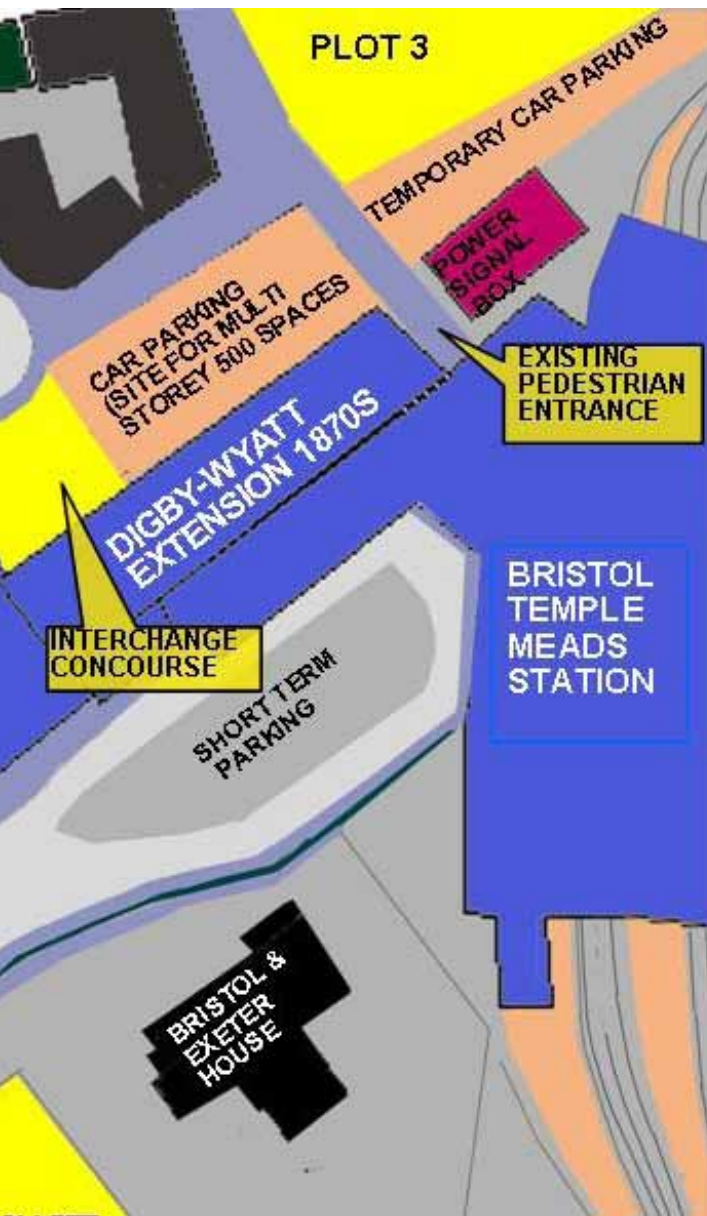 PLOT 3
TEMPORARY CAR PARKING
POWER
SIGNAL
BOX
CAR PARKING
(SITE FOR MULTI
STOREY 500 SPACES
EXISTING
PEDESTRIAN
ENTRANCE
DIGBY-WYATT
EXTENSION 1870S
BRISTOL
TEMPLE
MEADS
STATION
INTERCHANGE
CONCOURSE
SHORT TERM
PARKING
BRISTOL &
EXETER
HOUSE